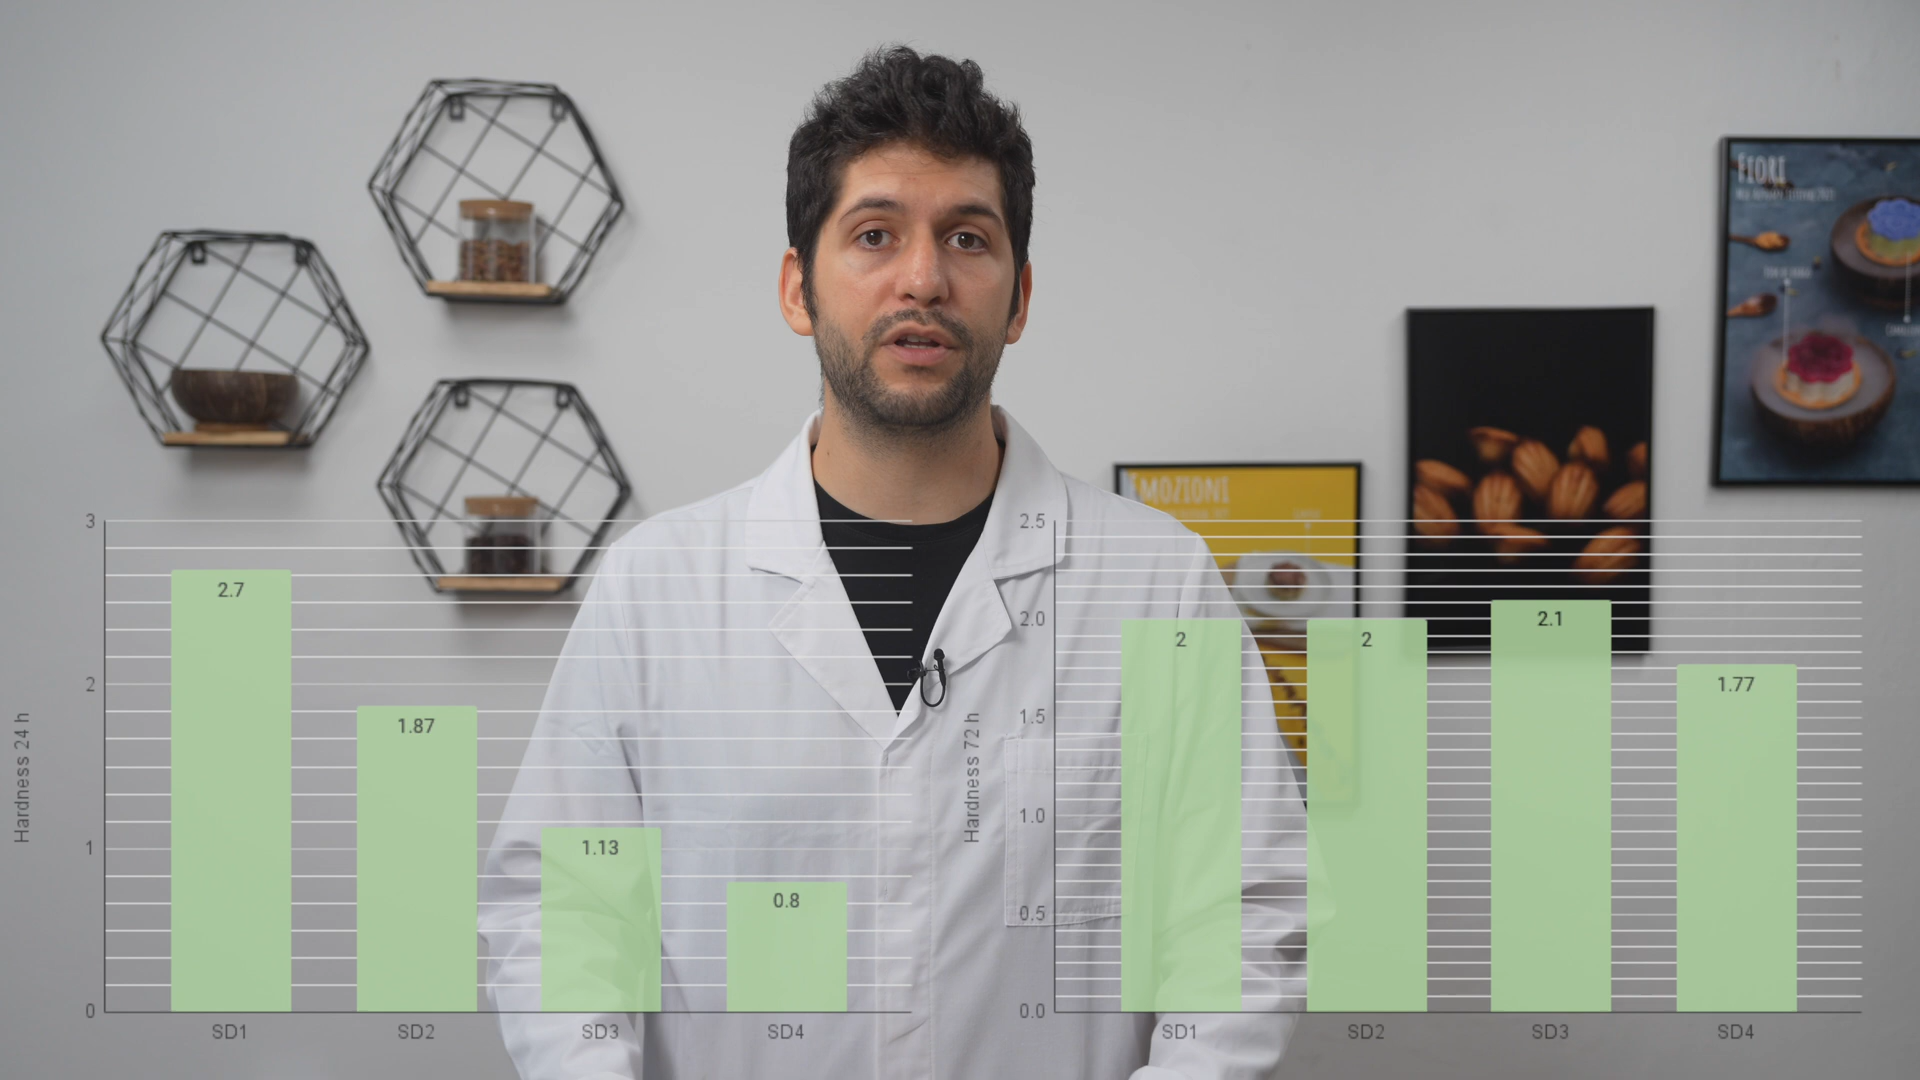 FIORI
MOZIONI
3
2
1
0
Hardness 24 h
2.7
1.87
1.13
0.8
SD1
SD2
SD3
SD4
2.5
2.0
1.5
1.0
0.5
0.0
Hardness 72 h
2
2
2.1
1.77
SD1
SD2
SD3
SD4